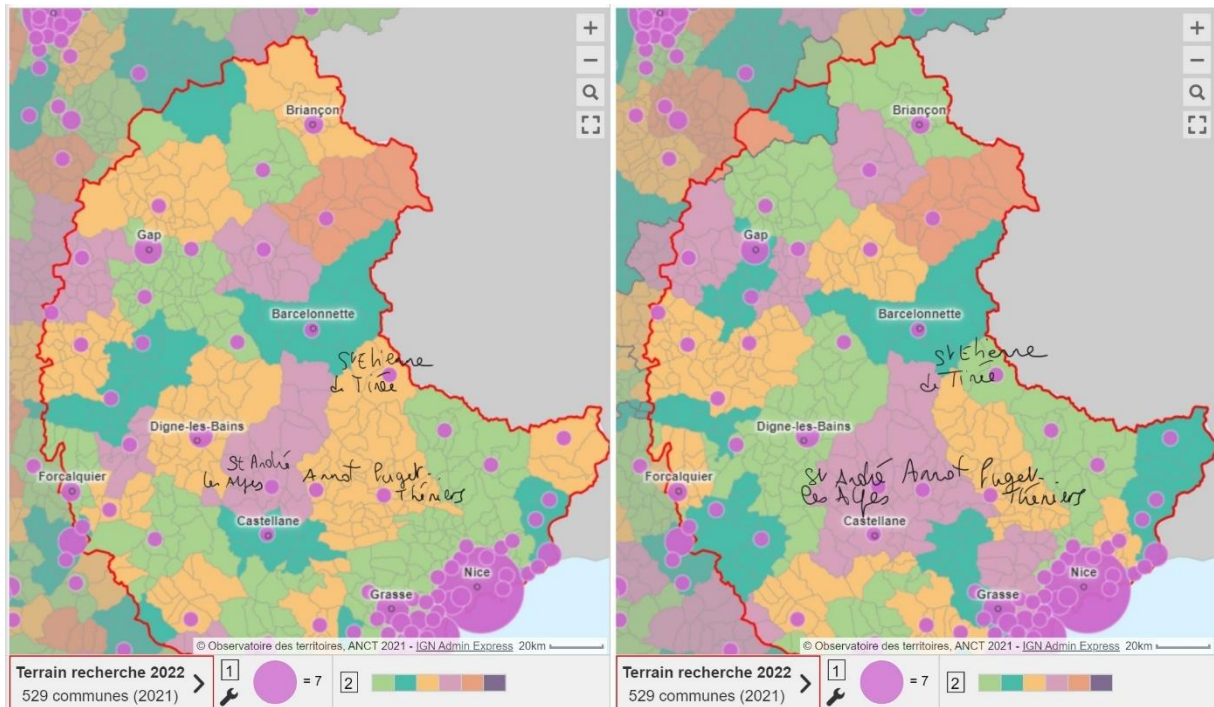 Briançon
Gap
Barcelonnette
St Etienne
de Tinée
Digne-les-Bains
St André
les Alpes
Annot
Puget-
Théniers
Forcalquier
Castellane
Nice
Grasse
© Observatoire des territoires, ANCT 2021 - IGN Admin Express 20km
Terrain recherche 2022
529 communes (2021)
1
= 7
2
Briançon
Gap
Barcelonnette
St Etienne
de Tinée
Digne-les-Bains
St André
les Alpes
Annot
Puget-
Théniers
Forcalquier
Castellane
Nice
Grasse
© Observatoire des territoires, ANCT 2021 - IGN Admin Express 20km
Terrain recherche 2022
529 communes (2021)
1
= 7
2